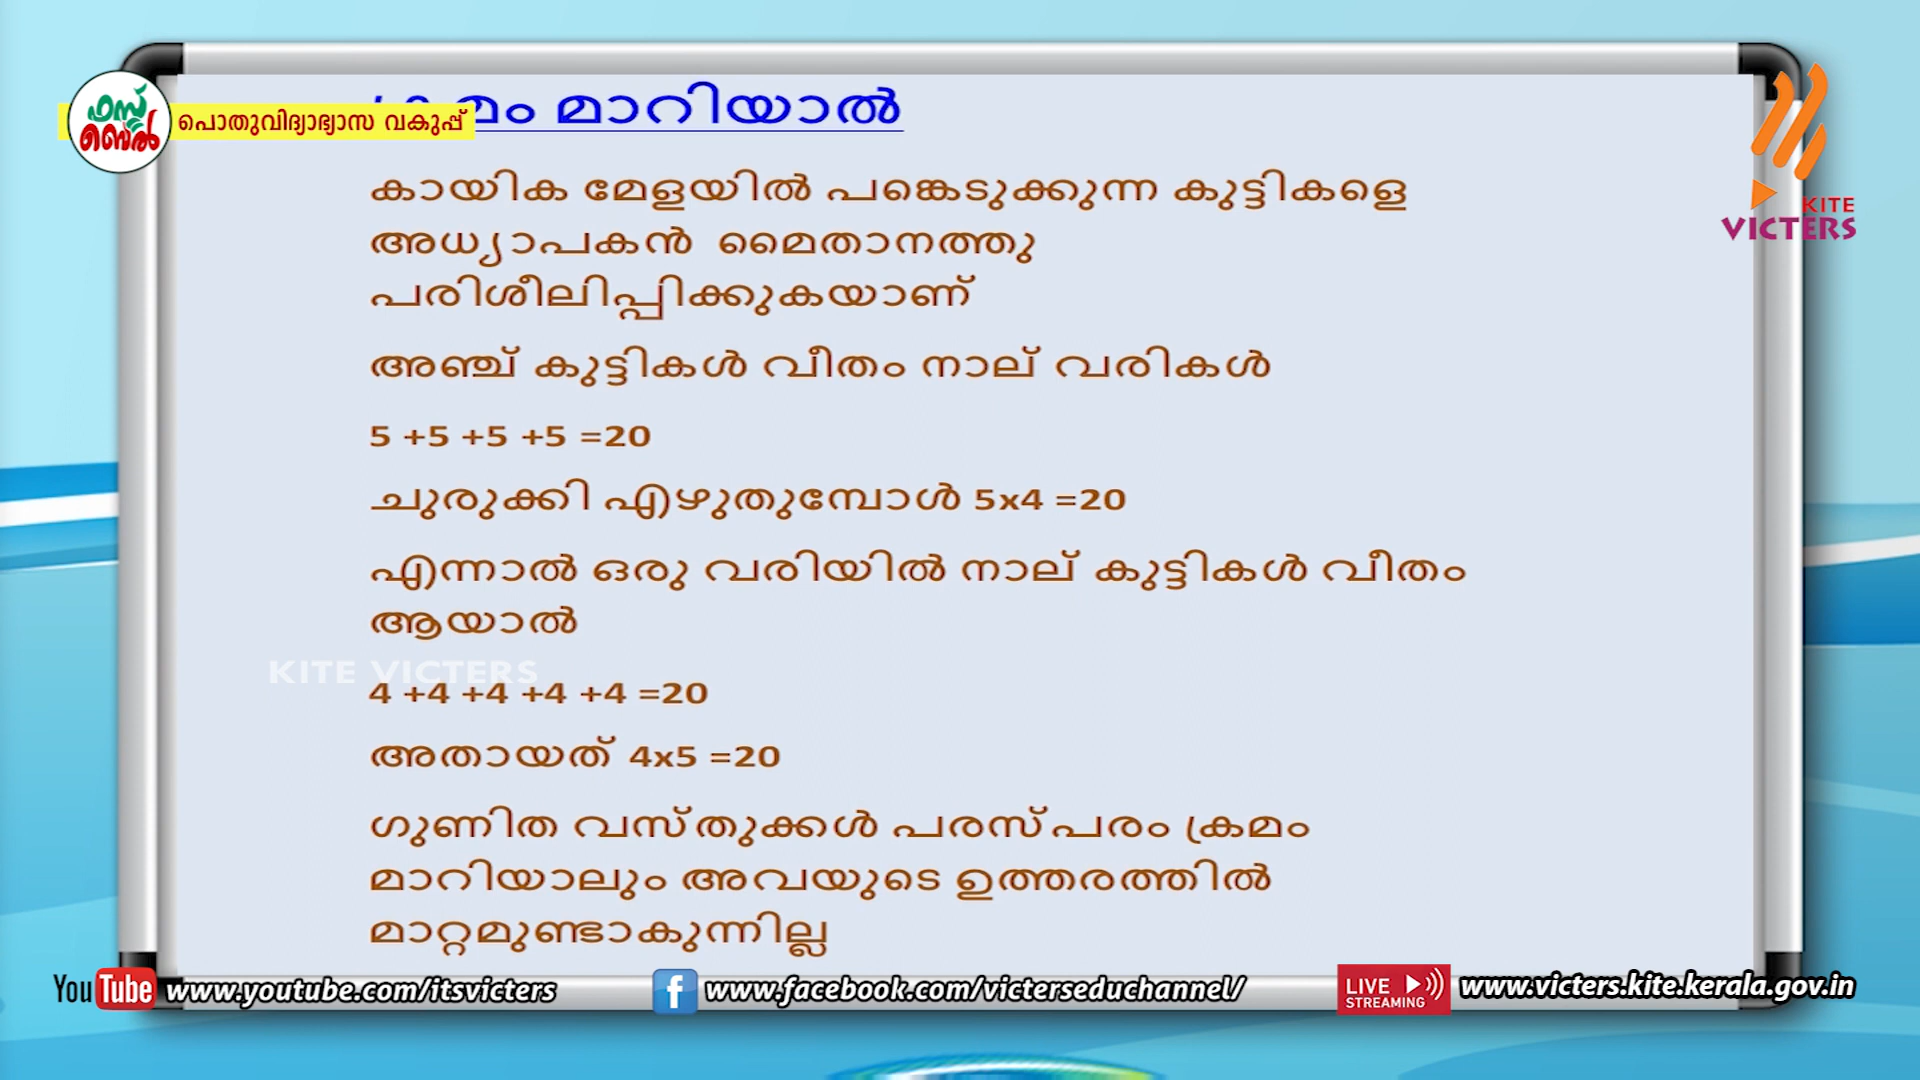 ക്രമം മാറിയാൽ
ഫസ്റ്റ് ബെൽ
പൊതുവിദ്യാഭ്യാസ വകുപ്പ്
KITE
VICTERS
കായിക മേളയിൽ പങ്കെടുക്കുന്ന കുട്ടികളെ
അധ്യാപകൻ മൈതാനത്തു
പരിശീലിപ്പിക്കുകയാണ്
അഞ്ച് കുട്ടികൾ വീതം നാല് വരികൾ
5 +5 +5 +5 =20
ചുരുക്കി എഴുതുമ്പോൾ 5x4 =20
എന്നാൽ ഒരു വരിയിൽ നാല് കുട്ടികൾ വീതം
ആയാൽ
KITE VICTERS
4 +4 +4 +4 +4 =20
അതായത് 4x5 =20
ഗുണിത വസ്തുക്കൾ പരസ്പരം ക്രമം
മാറിയാലും അവയുടെ ഉത്തരത്തിൽ
മാറ്റമുണ്ടാകുന്നില്ല
YouTube www.youtube.com/itsvicters
f www.facebook.com/victerseduchannel/
LIVE STREAMING www.victers.kite.kerala.gov.in